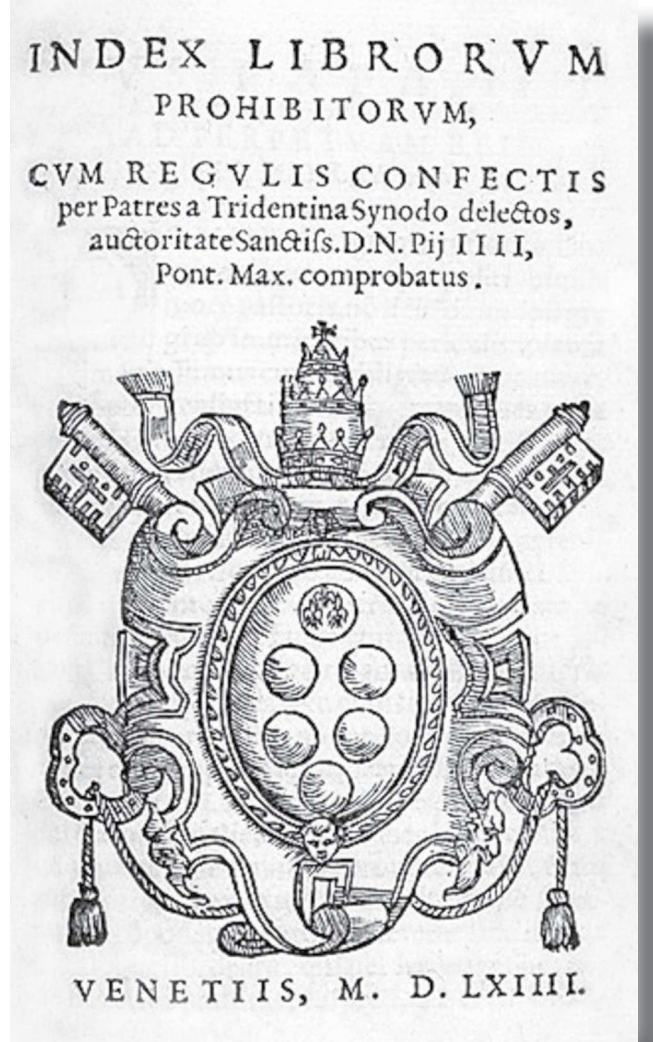 INDEX LIBRORVM
PROHIBITORVM,
CVM REGVLIS CONFECTIS
per Patres a Tridentina Synodo delectos,
auctoritate Sanctiſs. D. N. Pij IIII,
Pont. Max. comprobatus.
VENETIIS, M. D. LXIIII.